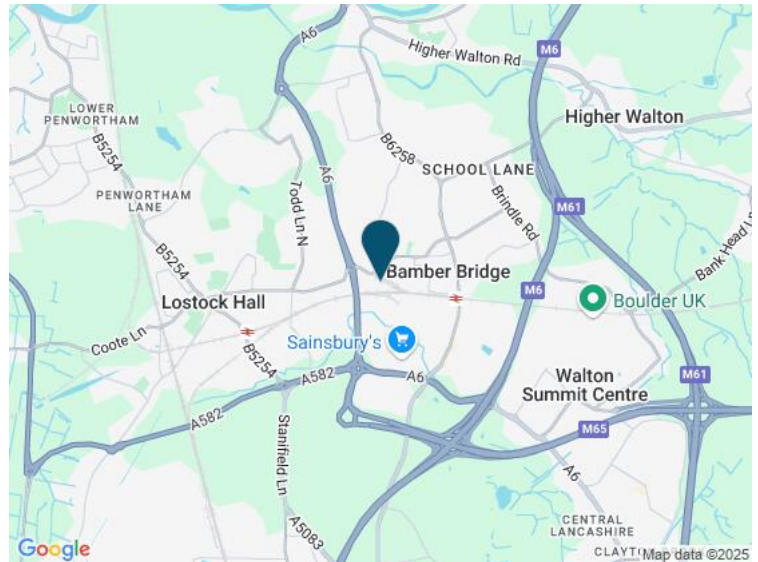 A6
Higher Walton Rd
M6
LOWER
PENWORTHAM
Higher Walton
B5254
B6258
SCHOOL LANE
A6
PENWORTHAM
LANE
Todd Ln N
Brindle Rd
M61
Bank Head Ln
B5254
Bamber Bridge
M6
Boulder UK
Lostock Hall
Sainsbury's
Coote Ln
B5254
A582
A6
Walton
Summit Centre
M61
A582
Stanifield Ln
M65
A6
A5083
CENTRAL
LANCASHIRE
Google
Map data ©2025